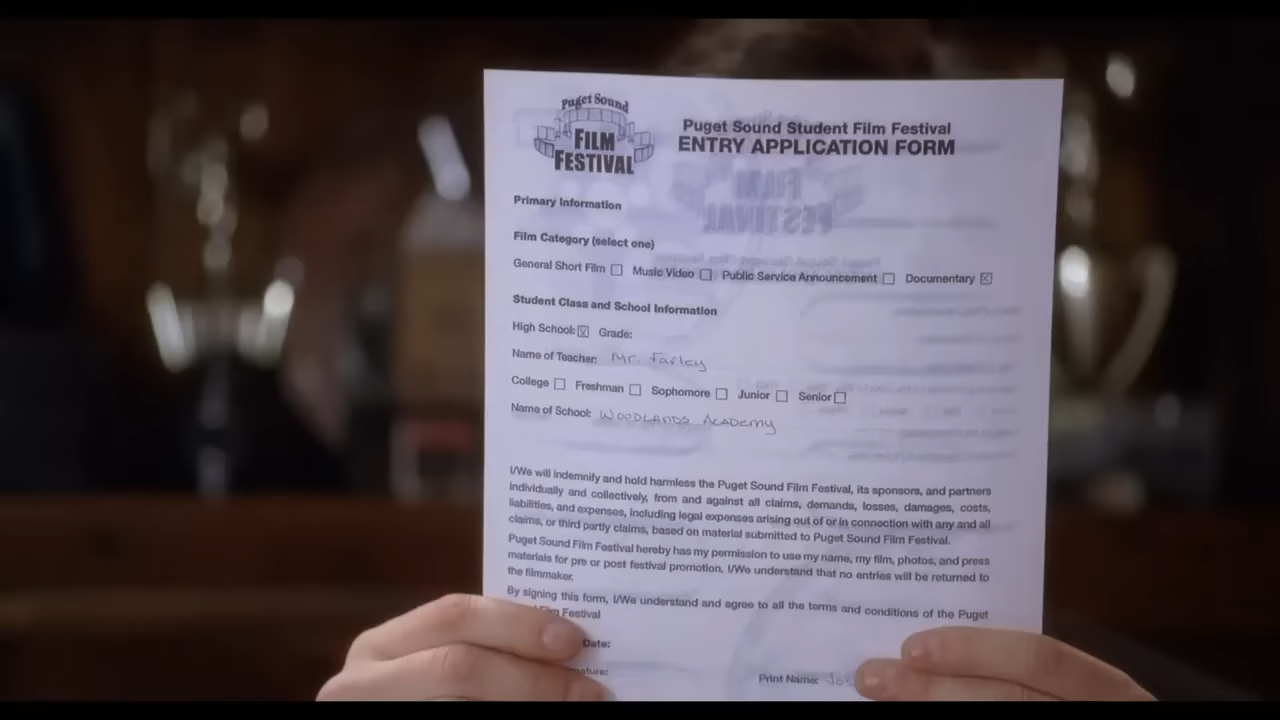 Puget Sound
FILM
FESTIVAL
Puget Sound Student Film Festival
ENTRY APPLICATION FORM
Primary Information
Film Category (select one)
General Short Film ☐ Music Video ☐ Public Service Announcement ☐ Documentary ☒
Student Class and School Information
High School: ☑ Grade:
Name of Teacher: Mr. Farley
College ☐ Freshman ☐ Sophomore ☐ Junior ☐ Senior ☐
Name of School: WOODLANDS ACADEMY
I/We will indemnify and hold harmless the Puget Sound Film Festival, its sponsors, and partners
individually and collectively, from and against all claims, demands, losses, damages, costs,
liabilities, and expenses, including legal expenses arising out of or in connection with any and all
claims, or third partly claims, based on material submitted to Puget Sound Film Festival.
Puget Sound Film Festival hereby has my permission to use my name, my film, photos, and press
materials for pre or post festival promotion. I/We understand that no entries will be returned to
the filmmaker.
By signing this form, I/We understand and agree to all the terms and conditions of the Puget
Film Festival
Date:
Print Name: